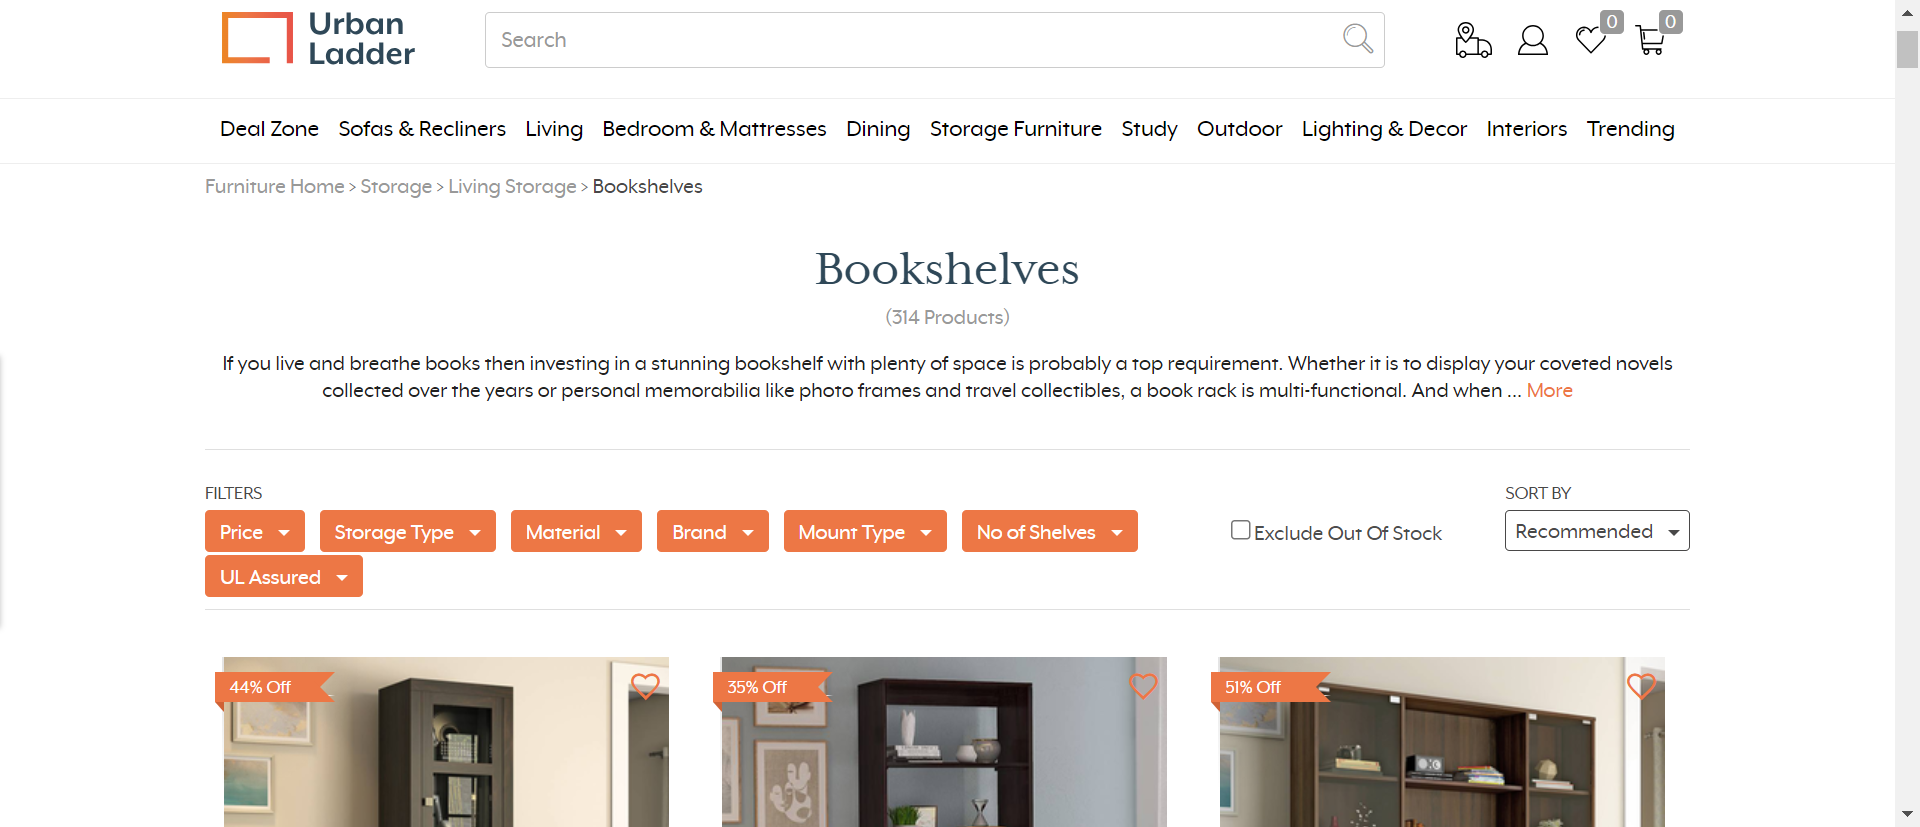 Urban
Ladder
Search
0
0
Deal Zone Sofas & Recliners Living Bedroom & Mattresses Dining Storage Furniture Study Outdoor Lighting & Decor Interiors Trending
Furniture Home > Storage > Living Storage > Bookshelves
Bookshelves
(314 Products)
If you live and breathe books then investing in a stunning bookshelf with plenty of space is probably a top requirement. Whether it is to display your coveted novels
collected over the years or personal memorabilia like photo frames and travel collectibles, a book rack is multi-functional. And when ... More
FILTERS
SORT BY
Price Storage Type Material Brand Mount Type No of Shelves
Exclude Out Of Stock
Recommended
UL Assured
44% Off
35% Off
51% Off